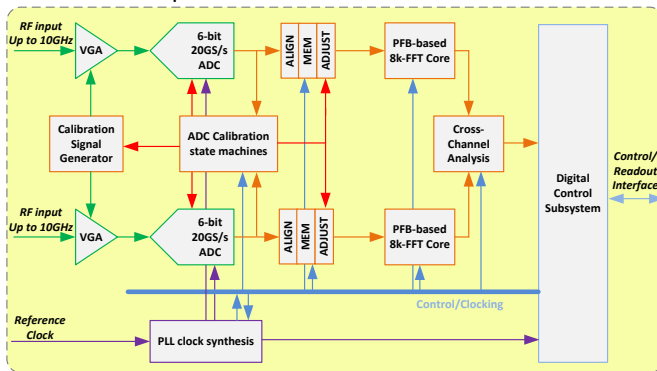 RF input
Up to 10GHz
VGA
6-bit
20GS/s
ADC
ALIGN
MEM
ADJUST
PFB-based
8k-FFT Core
Calibration
Signal
Generator
ADC Calibration
state machines
Cross-
Channel
Analysis
Digital
Control
Subsystem
Control/
Readout
Interface
RF input
Up to 10GHz
VGA
6-bit
20GS/s
ADC
ALIGN
MEM
ADJUST
PFB-based
8k-FFT Core
Control/Clocking
Reference
Clock
PLL clock synthesis